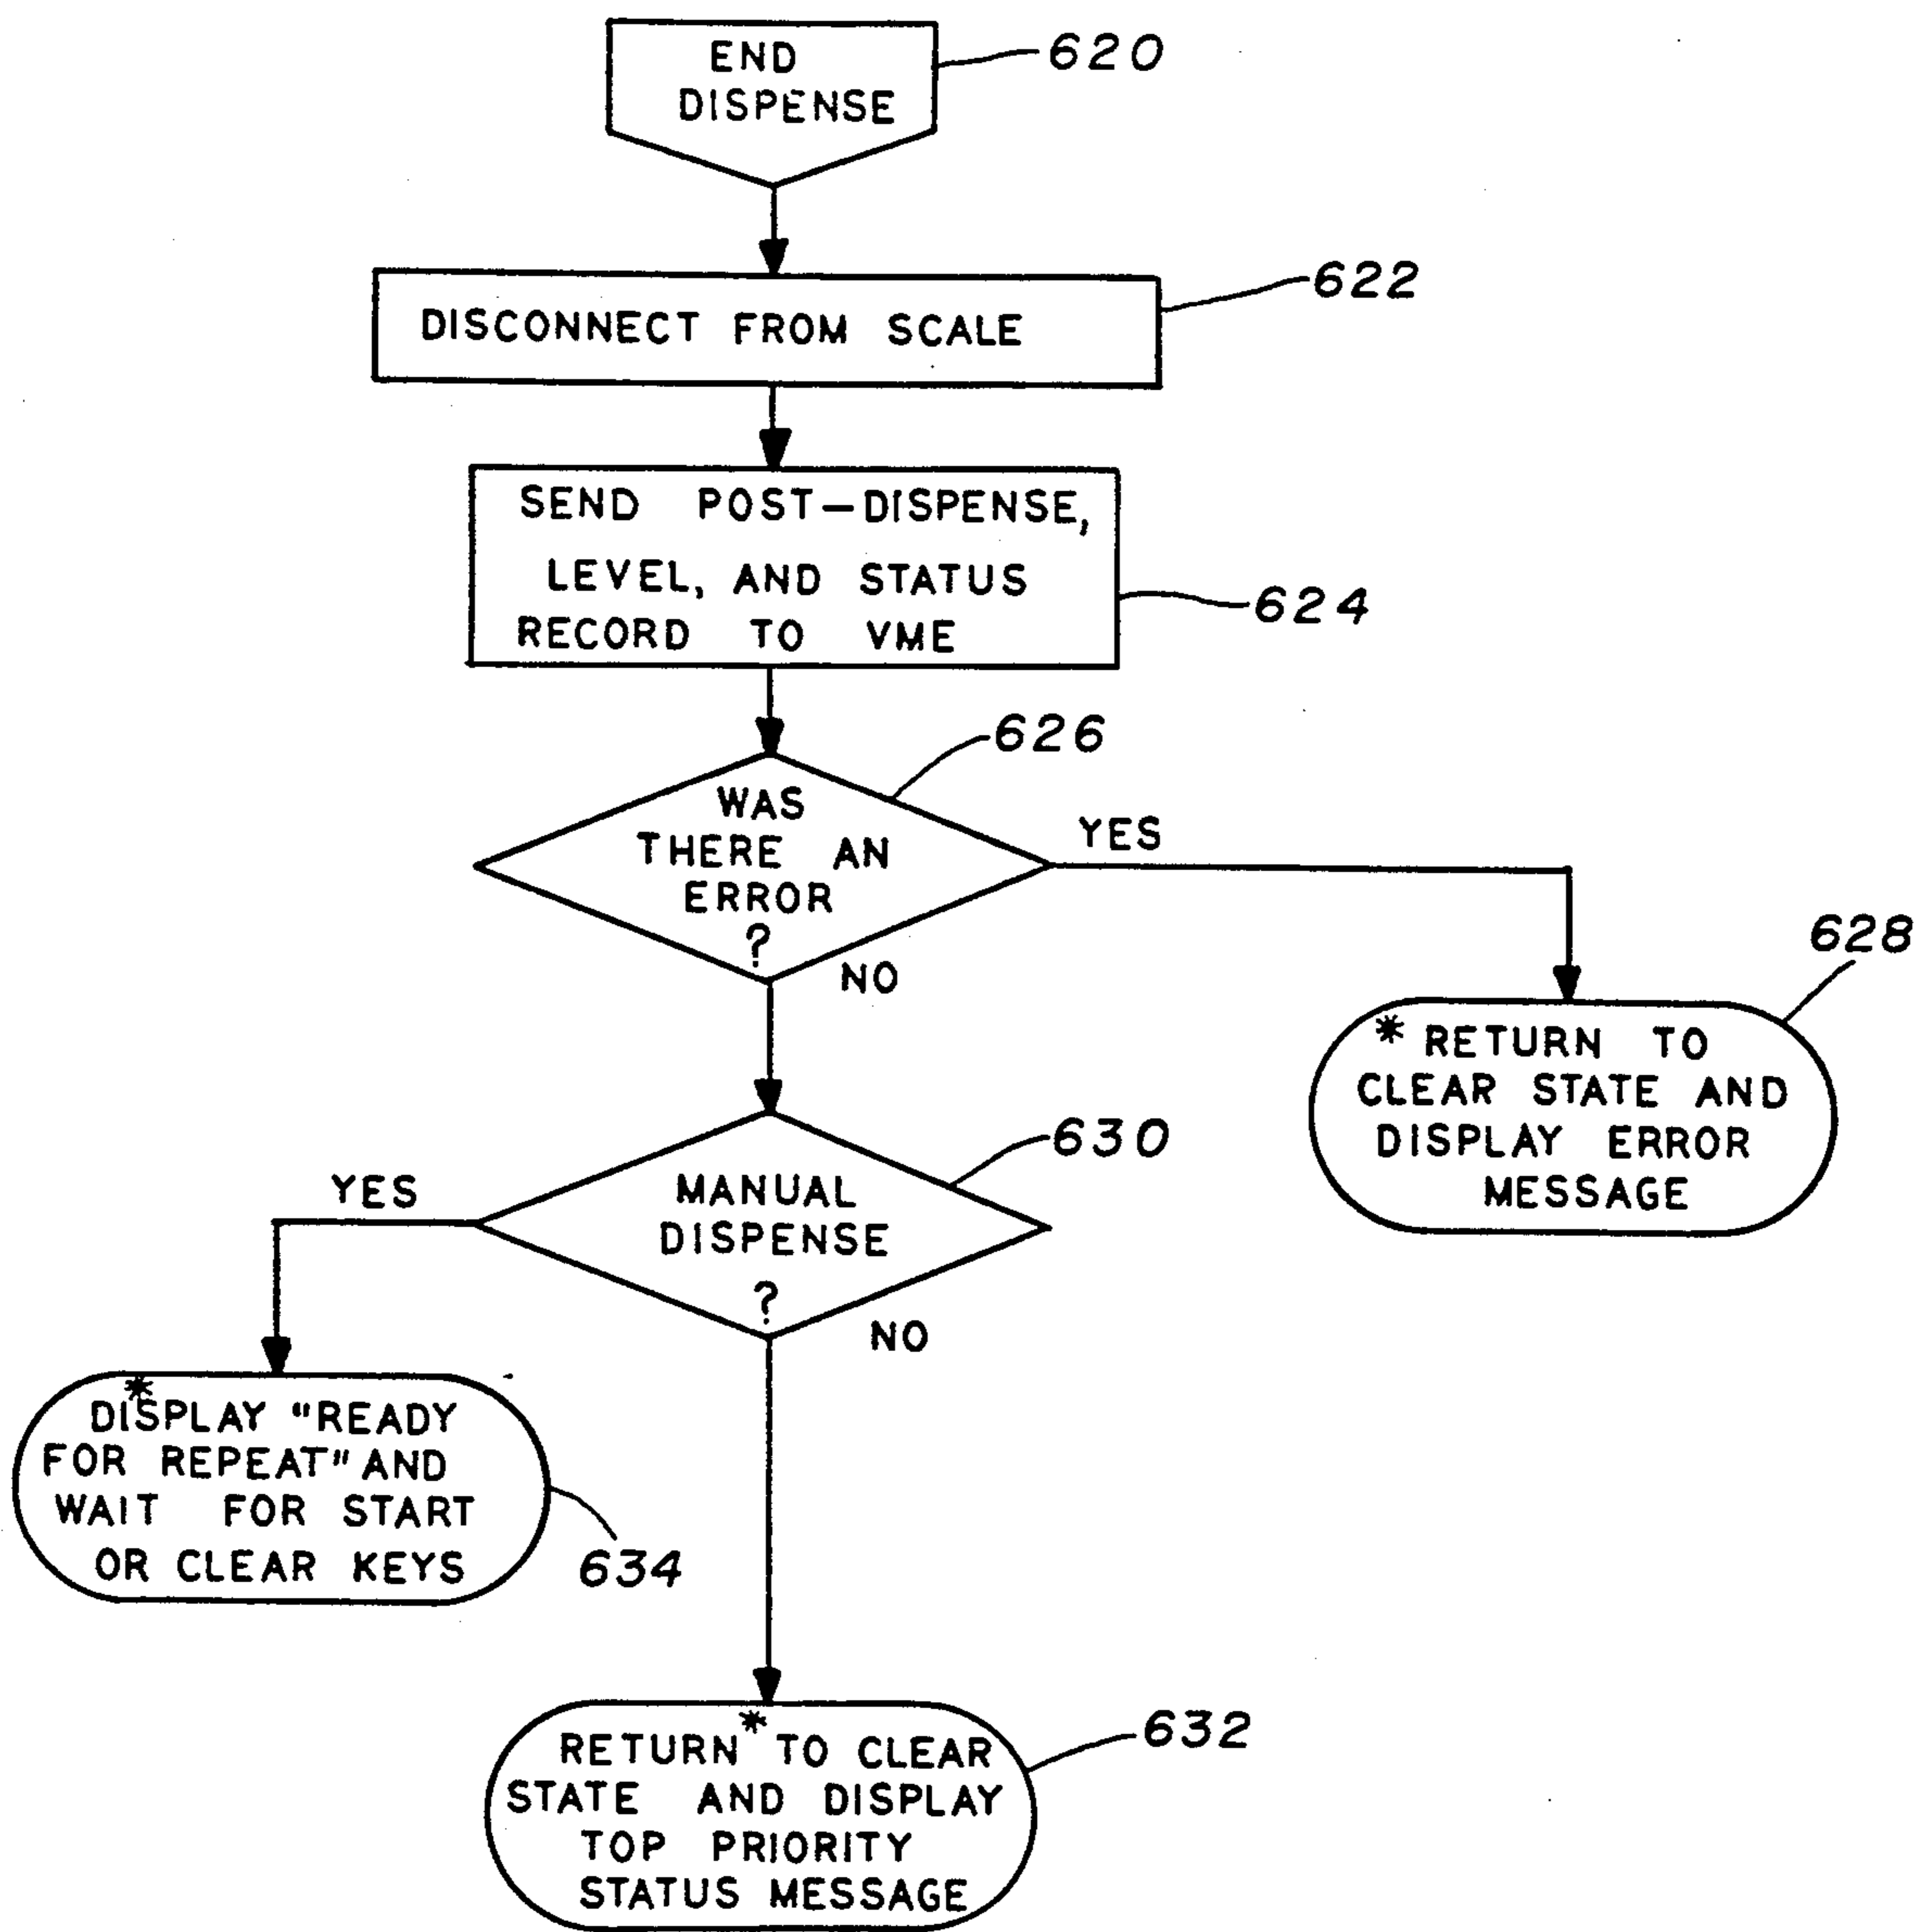 END
DISPENSE
620
DISCONNECT FROM SCALE
622
SEND POST-DISPENSE,
LEVEL, AND STATUS
RECORD TO VME
624
626
WAS
THERE AN
ERROR
?
YES
NO
628
* RETURN TO
CLEAR STATE AND
DISPLAY ERROR
MESSAGE
630
MANUAL
DISPENSE
?
YES
NO
*
DISPLAY "READY
FOR REPEAT" AND
WAIT FOR START
OR CLEAR KEYS
634
632
RETURN * TO CLEAR
STATE AND DISPLAY
TOP PRIORITY
STATUS MESSAGE